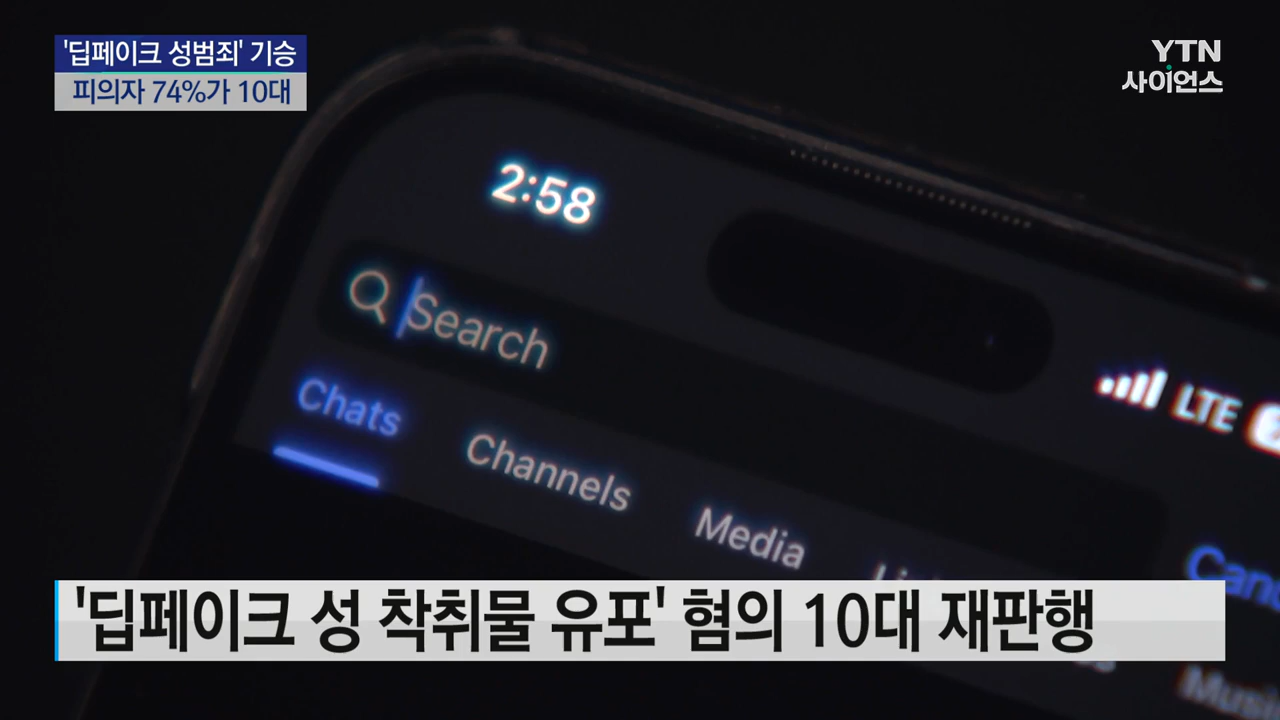 '딥페이크 성범죄' 기승
피의자 74%가 10대
YTN
사이언스
2:58
Search
LTE
Chats
Channels
Media
'딥페이크 성 착취물 유포' 혐의 10대 재판행